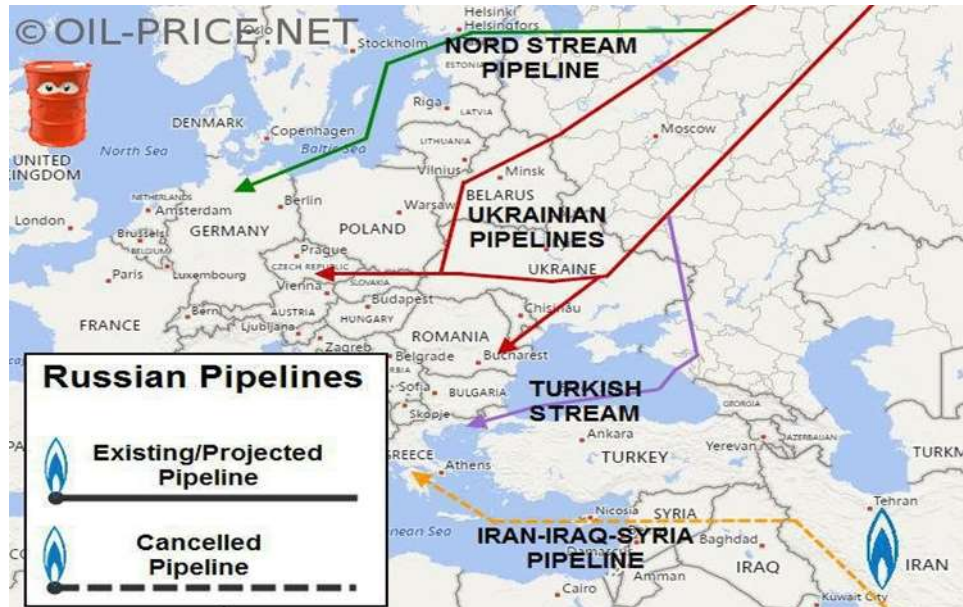 © OIL-PRICE.NET
Oslo
Helsinki
Helsingfors
Stockholm
NORD STREAM
PIPELINE
ESTONIA
Riga
LATVIA
Moscow
DENMARK
Copenhagen
North Sea
Baltic Sea
LITHUANIA
Vilnius
Minsk
UNITED
KINGDOM
BELARUS
NETHERLANDS
Amsterdam
Berlin
Warsaw
London
UKRAINIAN
PIPELINES
Brussels
BELGIUM
GERMANY
POLAND
Prague
Paris
Luxembourg
CZECH REPUBLIC
UKRAINE
SLOVAKIA
Vienna
Budapest
Chisinău
Bern
AUSTRIA
HUNGARY
FRANCE
Ljubljana
ROMANIA
Zagreb
Belgrade
Bucharest
Russian Pipelines
Sofia
BULGARIA
TURKISH
STREAM
Skopje
GEORGIA
Existing/Projected
Pipeline
Ankara
Yerevan
AZERBAIJAN
GREECE
Athens
TURKEY
TURKM
Tehran
Nicosia
SYRIA
Cancelled
Pipeline
IRAN-IRAQ-SYRIA
PIPELINE
Damascus
Baghdad
Amman
IRAQ
IRAN
Cairo
Kuwait City